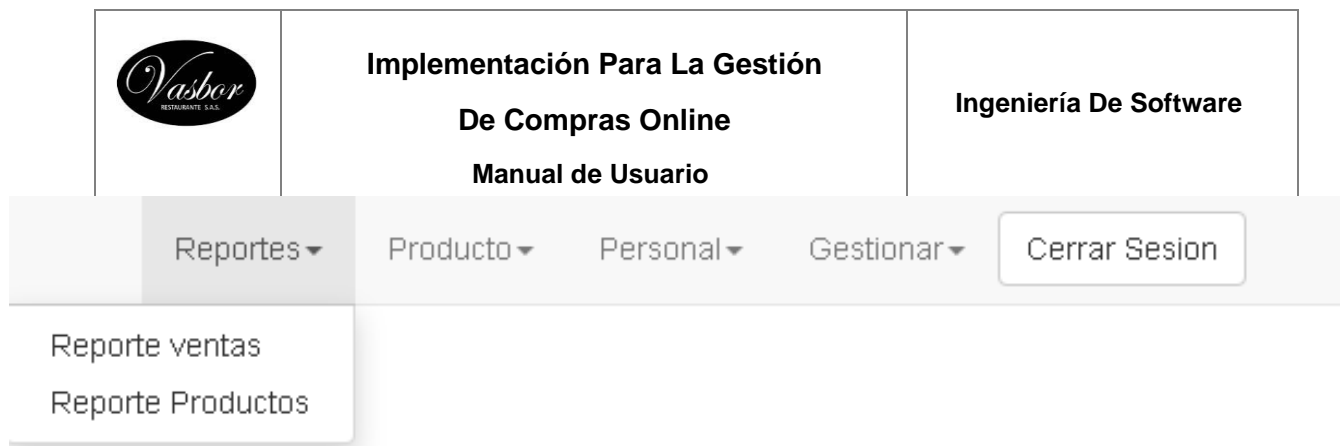 Vasbor
RESTAURANTE S.A.S.
Implementación Para La Gestión
De Compras Online
Manual de Usuario
Ingeniería De Software
Reportes Producto Personal Gestionar Cerrar Sesion
Reporte ventas
Reporte Productos